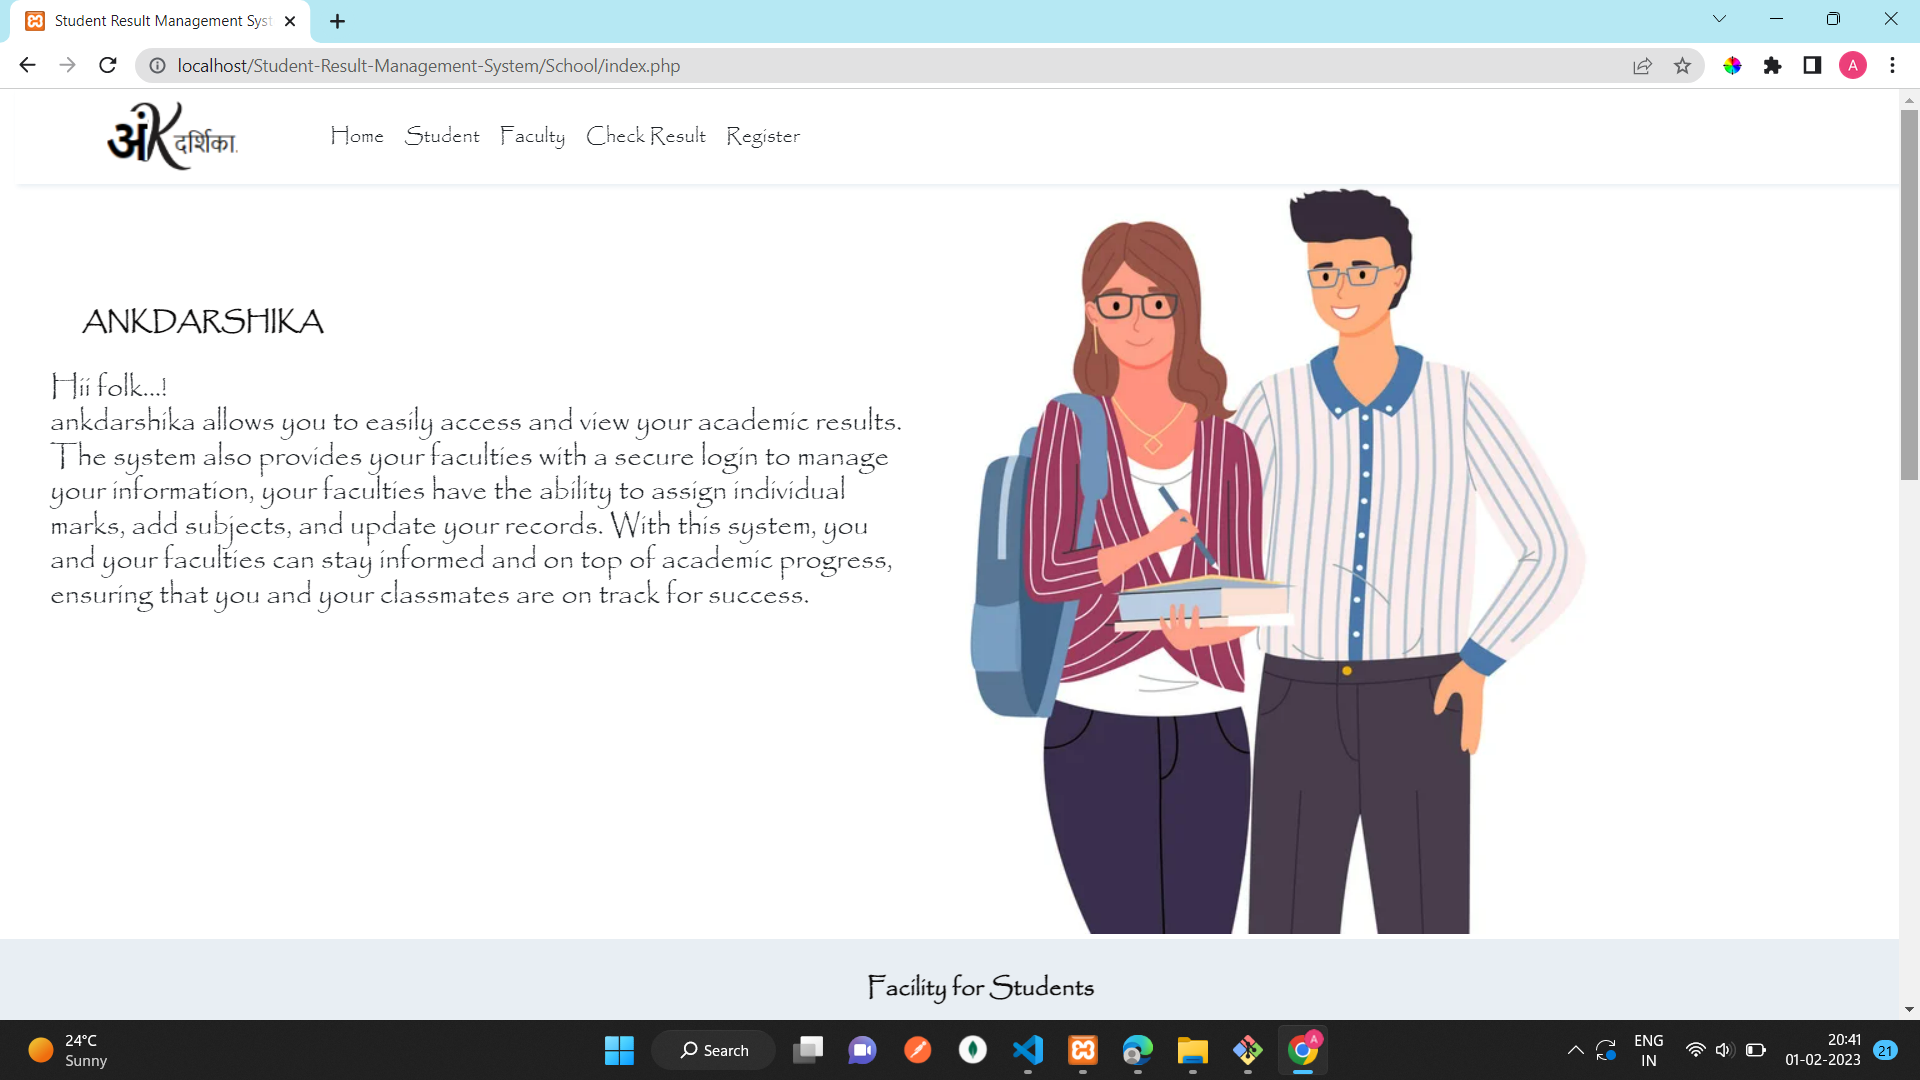 Student Result Management Syst
localhost/Student-Result-Management-System/School/index.php
A
अंK दर्शिका.
Home Student Faculty Check Result Register
ANKDARSHIKA
Hii folk...!
ankdarshika allows you to easily access and view your academic results.
The system also provides your faculties with a secure login to manage
your information, your faculties have the ability to assign individual
marks, add subjects, and update your records. With this system, you
and your faculties can stay informed and on top of academic progress,
ensuring that you and your classmates are on track for success.
Facility for Students
24°C
Sunny
Search
A
ENG
IN
20:41
01-02-2023
21